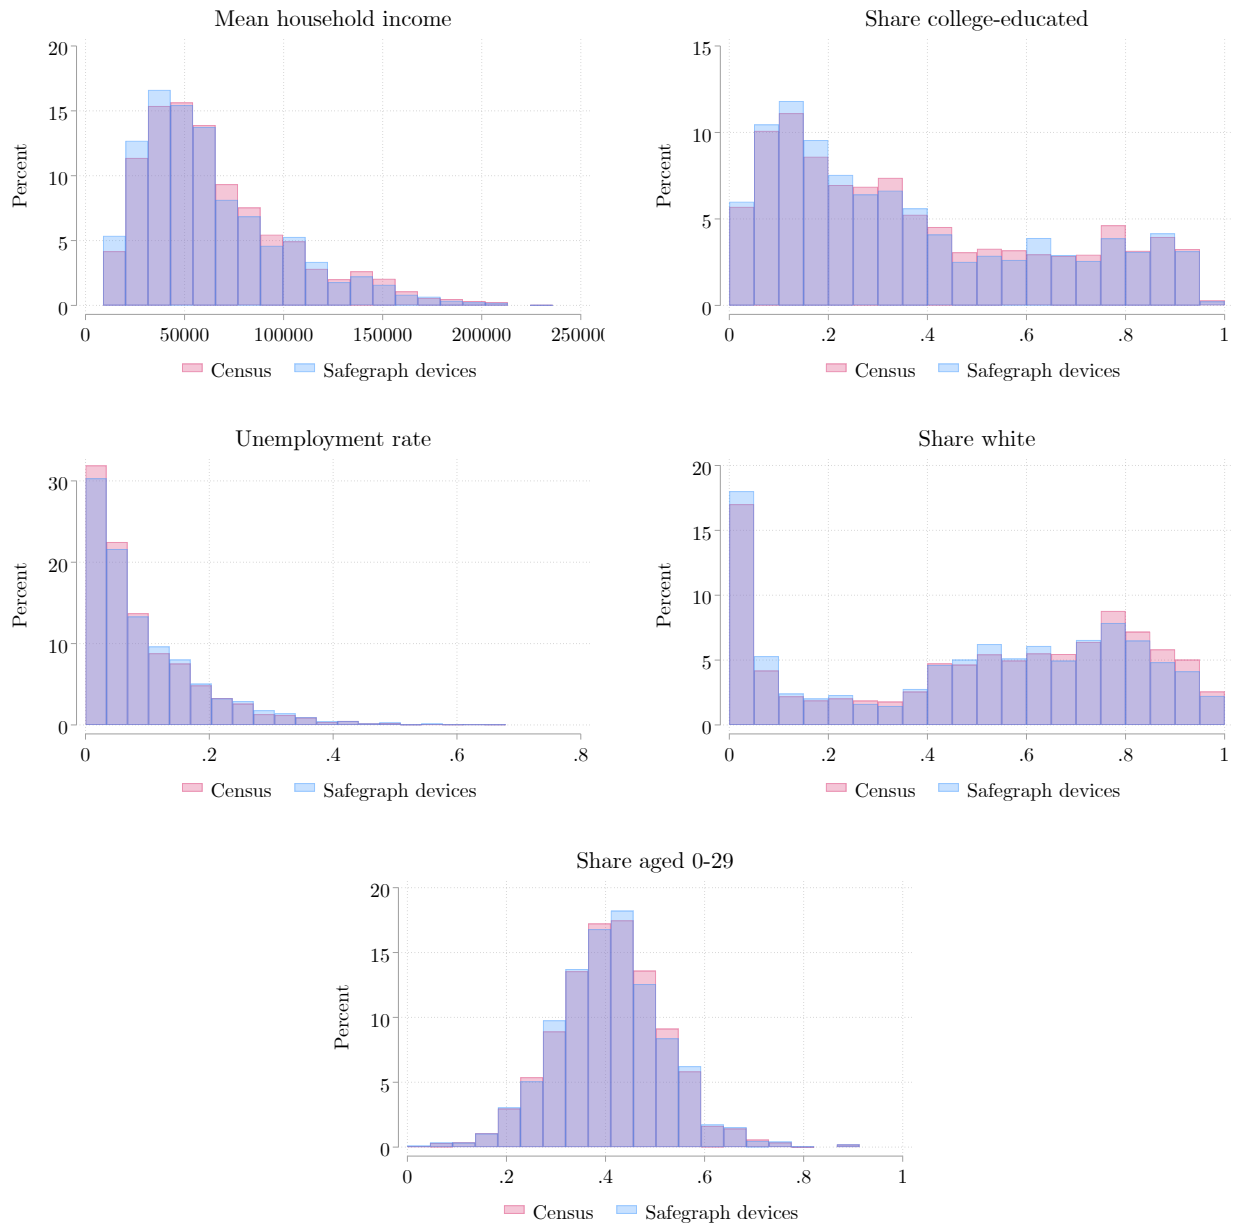 Mean household income
Percent
20
15
10
5
0
0 50000 100000 150000 200000
Census Safegraph devices
Share college-educated
Percent
15
10
5
0
0 .2 .4 .6 .8 1
Census Safegraph devices
Unemployment rate
Percent
30
20
10
0
0 .2 .4 .6 .8
Census Safegraph devices
Share white
Percent
20
15
10
5
0
0 .2 .4 .6 .8 1
Census Safegraph devices
Share aged 0-29
Percent
20
15
10
5
0
0 .2 .4 .6 .8 1
Census Safegraph devices